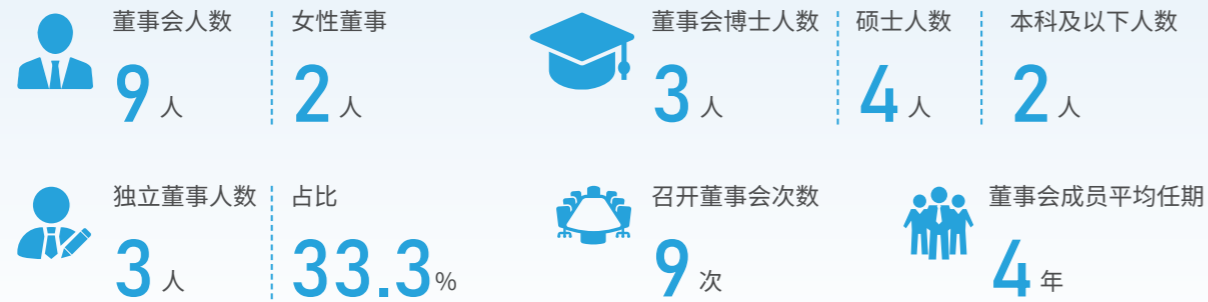 董事会人数 女性董事 董事会博士人数 硕士人数 本科及以下人数
9人 2人 3人 4人 2人
独立董事人数 占比 召开董事会次数 董事会成员平均任期
3人 33.3% 9次 4年